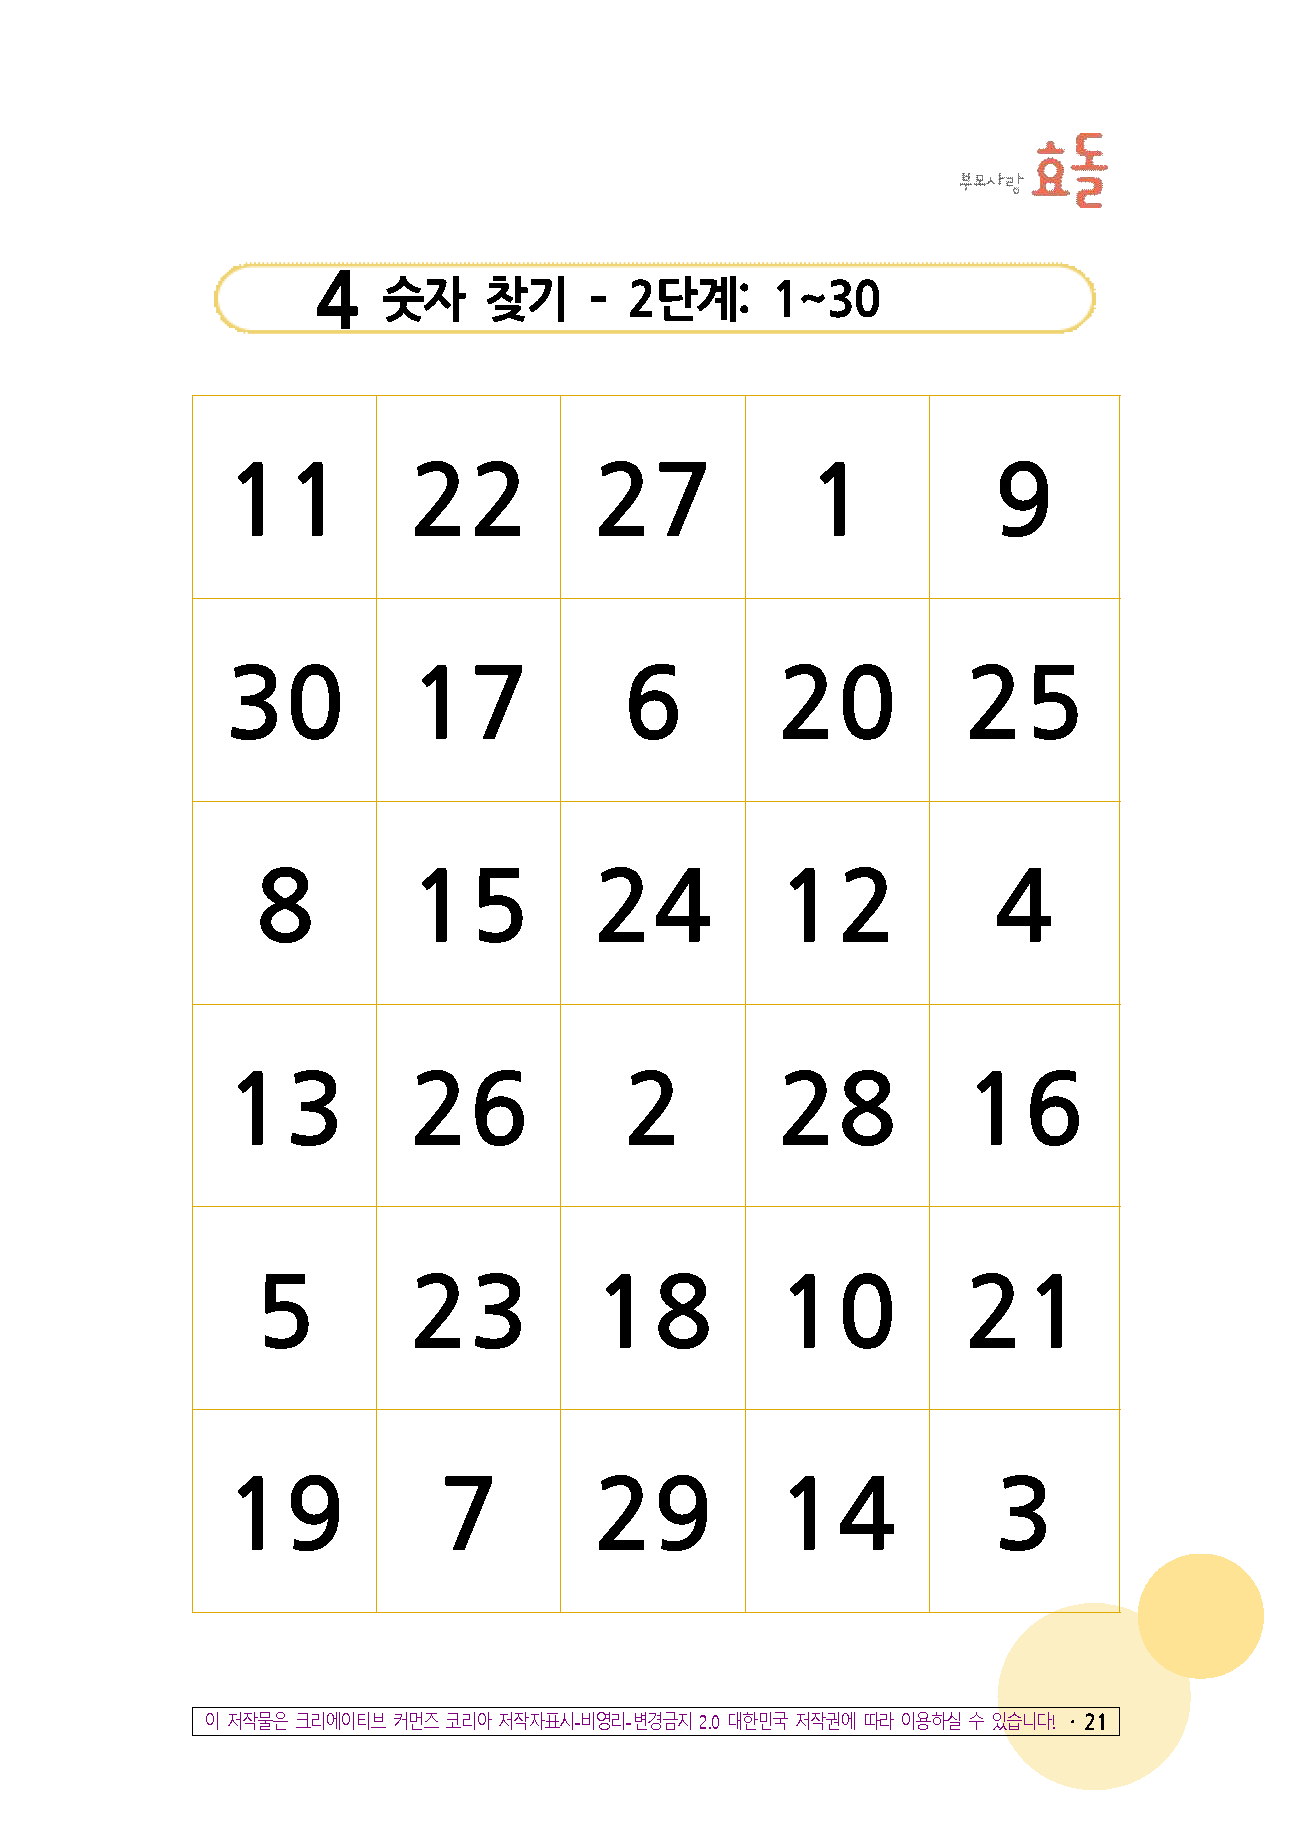 부모사랑 효돌
4 숫자 찾기 - 2단계: 1~30
11 22 27 1 9
30 17 6 20 25
8 15 24 12 4
13 26 2 28 16
5 23 18 10 21
19 7 29 14 3
이 저작물은 크리에이티브 커먼즈 코리아 저작자표시-비영리-변경금지 2.0 대한민국 저작권에 따라 이용하실 수 있습니다! · 21